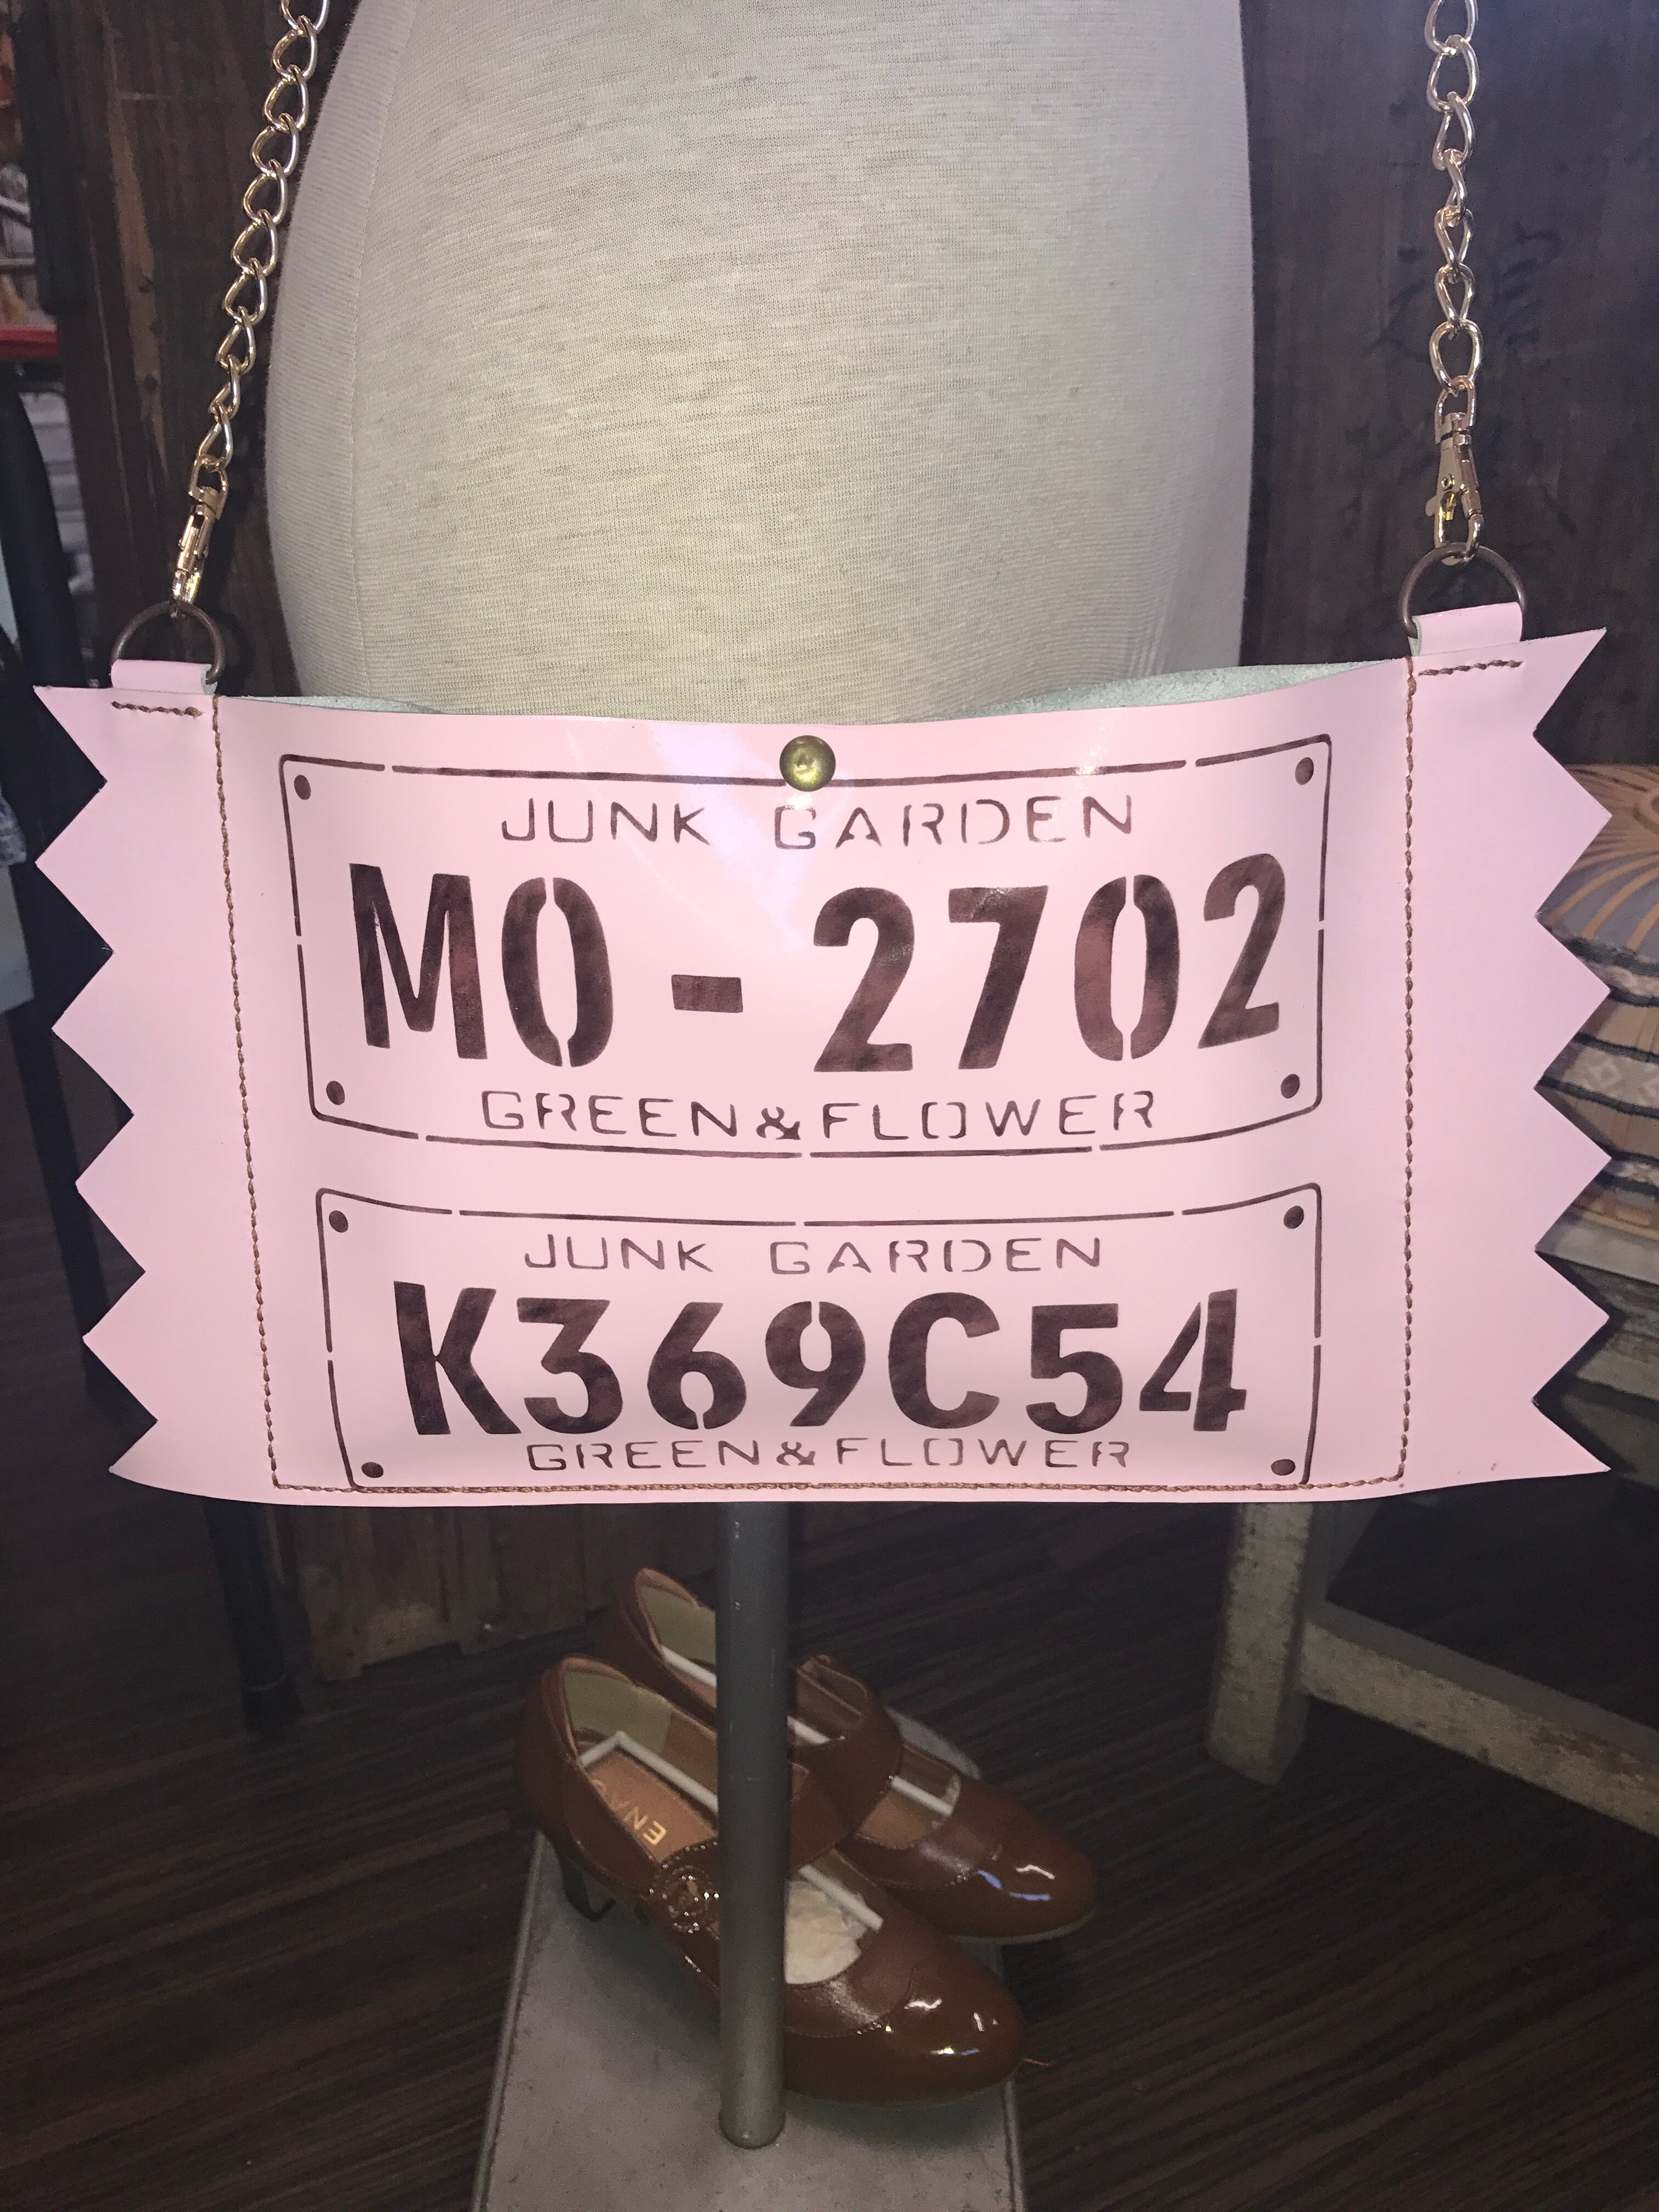 JUNK GARDEN
MO - 2702
GREEN&FLOWER
JUNK GARDEN
K369C54
GREEN&FLOWER